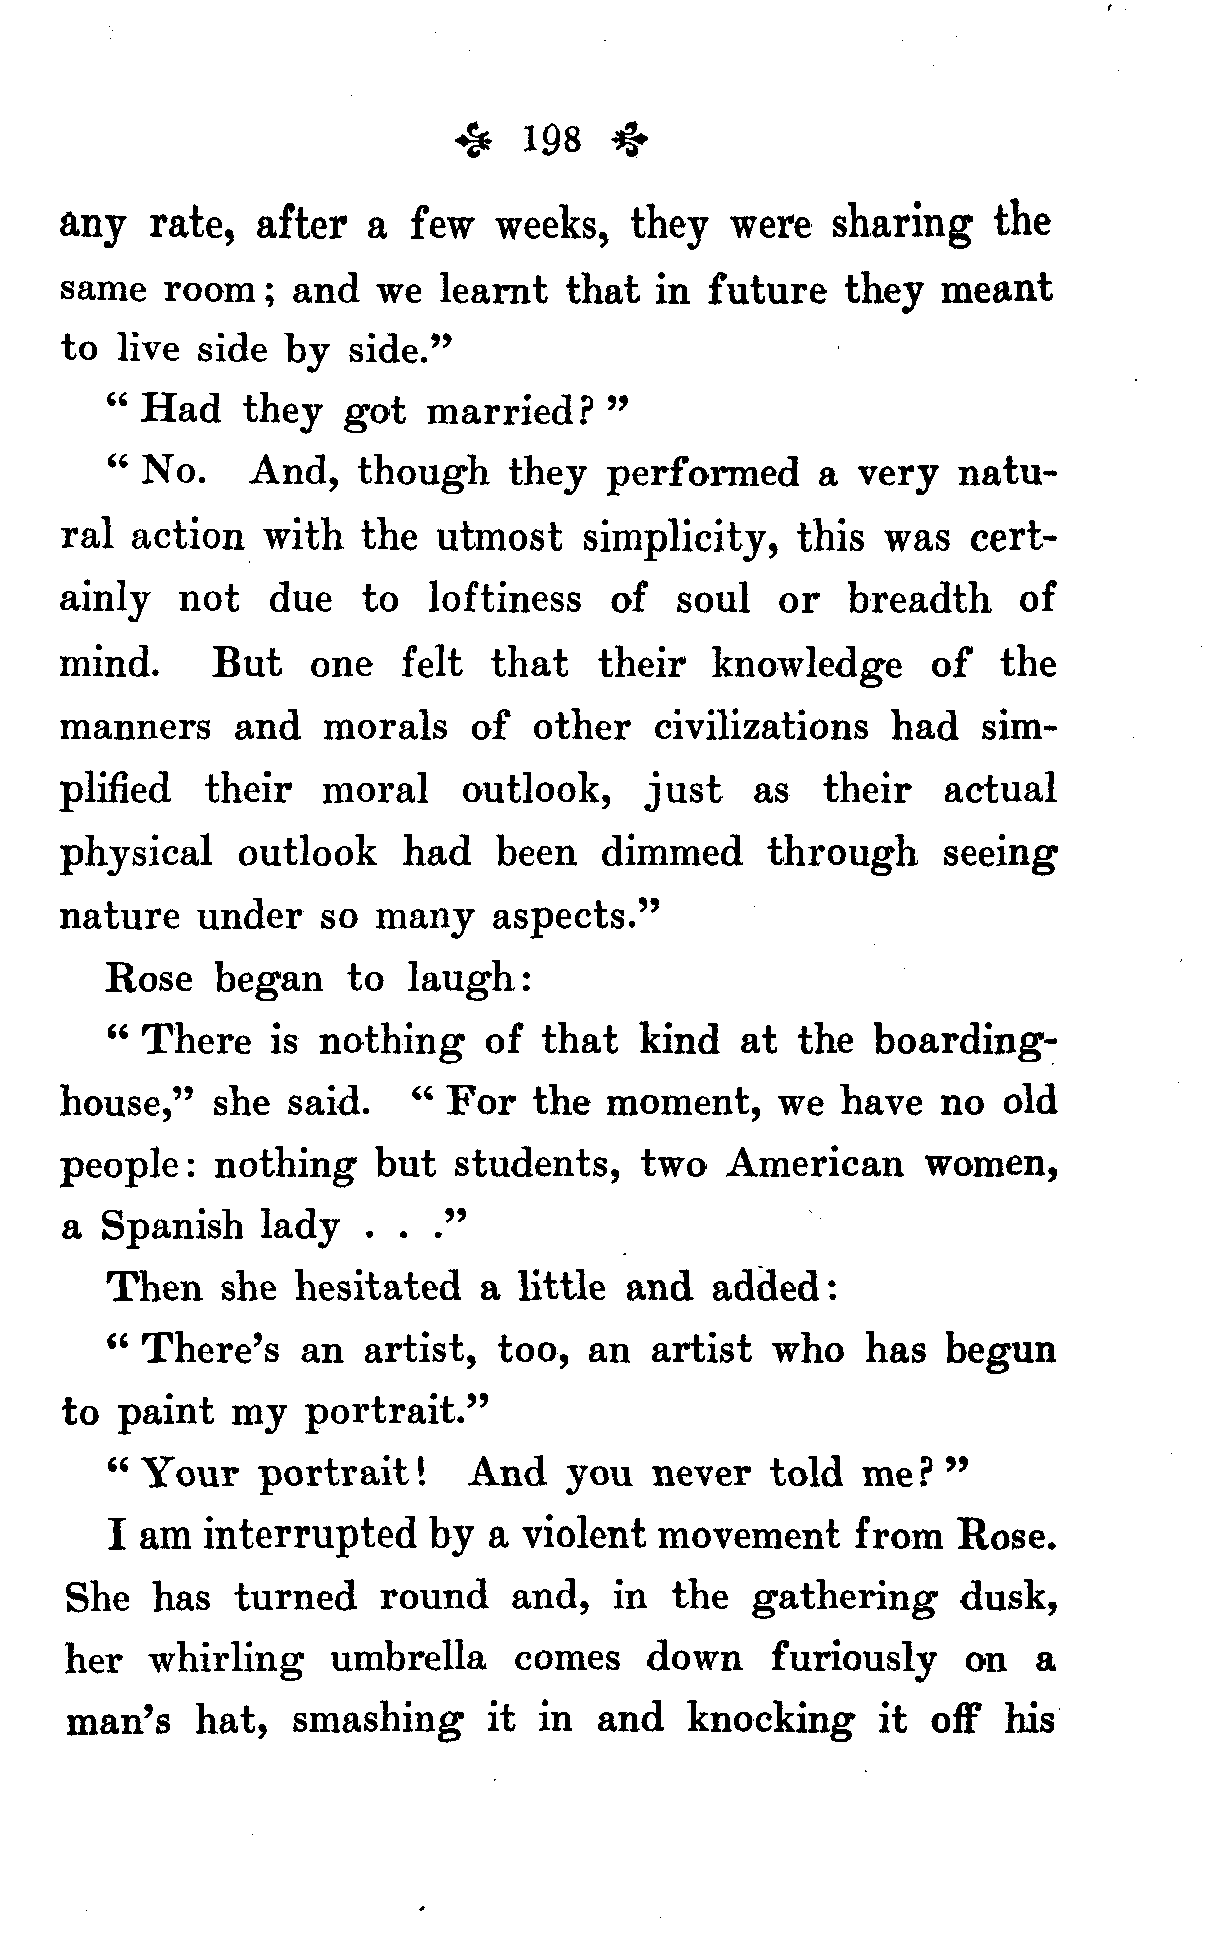 198
any rate, after a few weeks, they were sharing the
same room; and we learnt that in future they meant
to live side by side.”
“ Had they got married? ”
“ No. And, though they performed a very natu-
ral action with the utmost simplicity, this was cert-
ainly not due to loftiness of soul or breadth of
mind. But one felt that their knowledge of the
manners and morals of other civilizations had sim-
plified their moral outlook, just as their actual
physical outlook had been dimmed through seeing
nature under so many aspects.”
Rose began to laugh:
“ There is nothing of that kind at the boarding-
house,” she said. “ For the moment, we have no old
people: nothing but students, two American women,
a Spanish lady . . .”
Then she hesitated a little and added:
“ There’s an artist, too, an artist who has begun
to paint my portrait.”
“ Your portrait! And you never told me? ”
I am interrupted by a violent movement from Rose.
She has turned round and, in the gathering dusk,
her whirling umbrella comes down furiously on a
man’s hat, smashing it in and knocking it off his